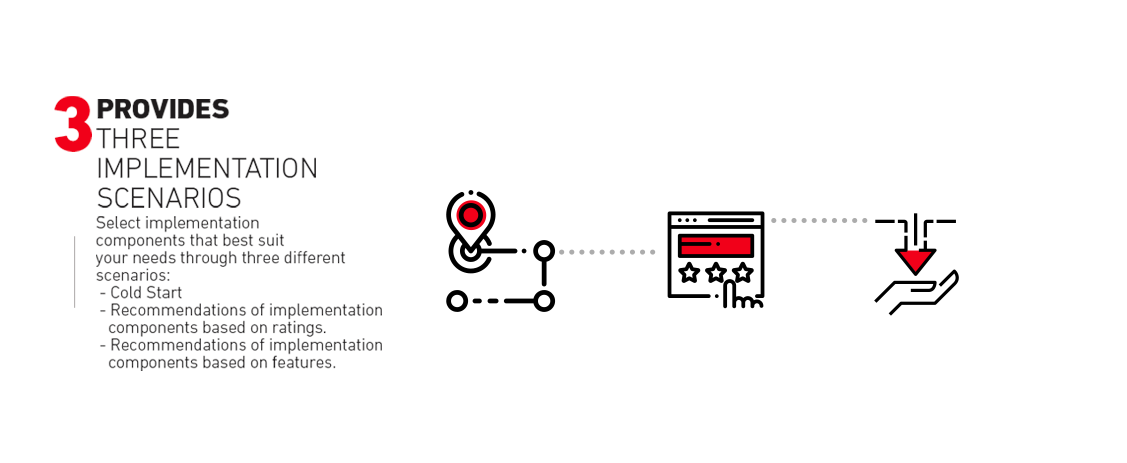 3 PROVIDES
THREE
IMPLEMENTATION
SCENARIOS
Select implementation
components that best suit
your needs through three different
scenarios:
- Cold Start
- Recommendations of implementation
components based on ratings.
- Recommendations of implementation
components based on features.